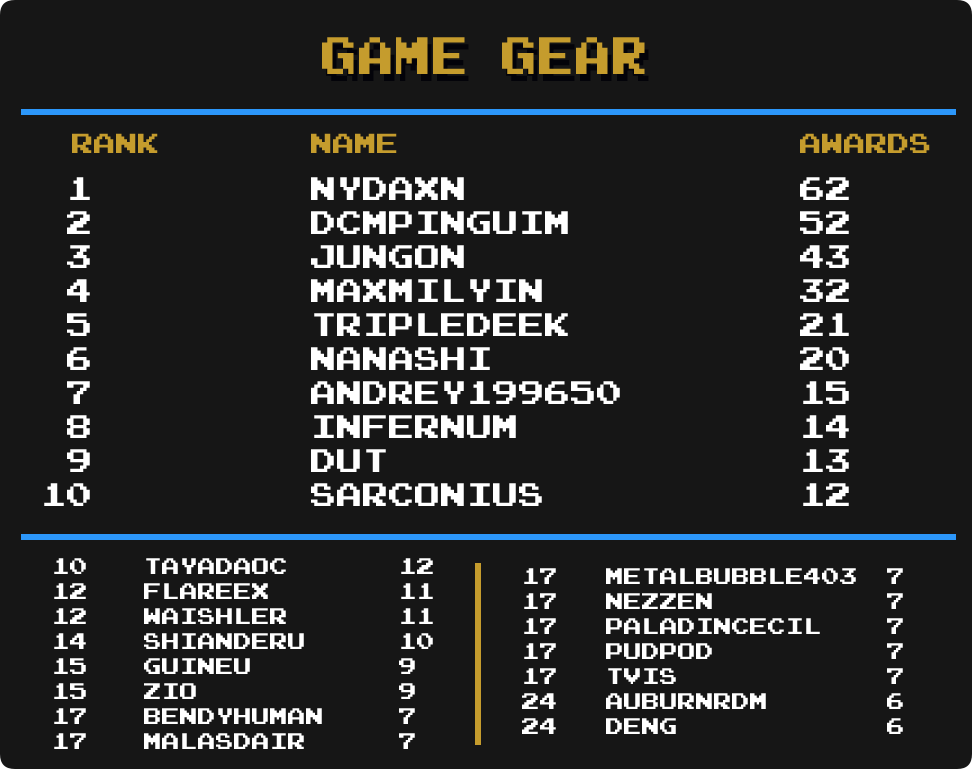 GAME GEAR
RANK NAME AWARDS
1 NYDAXN 62
2 DCMPINGUIM 52
3 JUNGON 43
4 MAXMILYIN 32
5 TRIPLEDEEK 21
6 NANASHI 20
7 ANDREY199650 15
8 INFERNUM 14
9 DUT 13
10 SARCONIUS 12
10 TAYADAOC 12
12 FLAREEX 11
12 WAISHLER 11
14 SHIANDERU 10
15 GUINEU 9
15 ZIO 9
17 BENDYHUMAN 7
17 MALASDAIR 7
17 METALBUBBLE403 7
17 NEZZEN 7
17 PALADINCECIL 7
17 PUDPOD 7
17 TVIS 7
24 AUBURNRDM 6
24 DENG 6